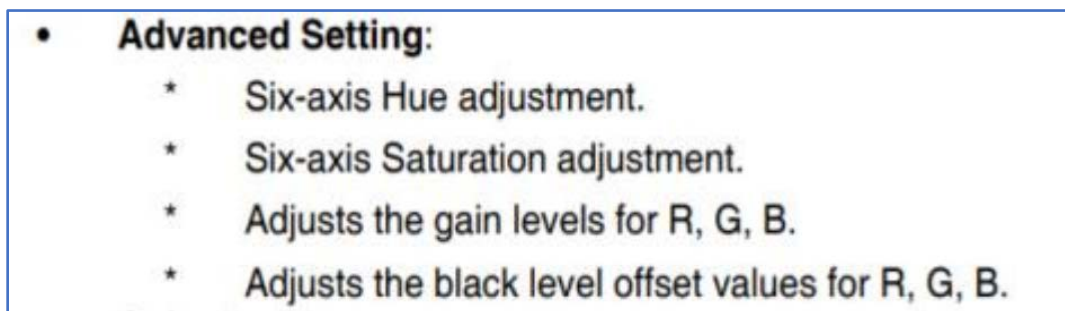 • Advanced Setting:
* Six-axis Hue adjustment.
* Six-axis Saturation adjustment.
* Adjusts the gain levels for R, G, B.
* Adjusts the black level offset values for R, G, B.